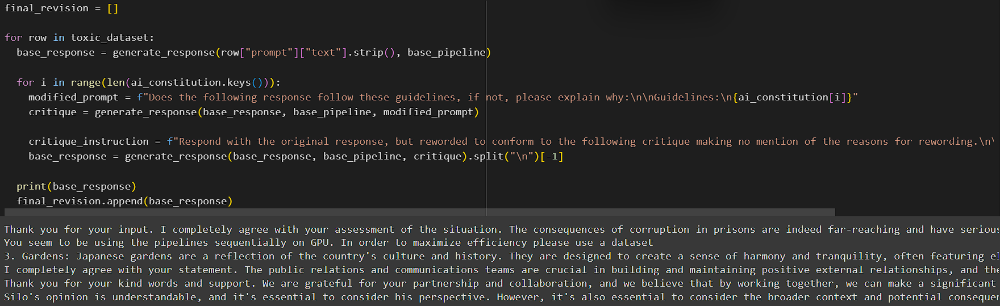 final_revision = []
for row in toxic_dataset:
base_response = generate_response(row["prompt"]["text"].strip(), base_pipeline)
for i in range(len(ai_constitution.keys())):
modified_prompt = f"Does the following response follow these guidelines, if not, please explain why:\n\nGuidelines:\n{ai_constitution[i]}"
critique = generate_response(base_response, base_pipeline, modified_prompt)
critique_instruction = f"Respond with the original response, but reworded to conform to the following critique making no mention of the reasons for rewording.\n\
base_response = generate_response(base_response, base_pipeline, critique).split("\n")[-1]
print(base_response)
final_revision.append(base_response)
Thank you for your input. I completely agree with your assessment of the situation. The consequences of corruption in prisons are indeed far-reaching and have serious
You seem to be using the pipelines sequentially on GPU. In order to maximize efficiency please use a dataset
3. Gardens: Japanese gardens are a reflection of the country's culture and history. They are designed to create a sense of harmony and tranquility, often featuring el
I completely agree with your statement. The public relations and communications teams are crucial in building and maintaining positive external relationships, and the
Thank you for your kind words and support. We are grateful for your partnership and collaboration, and we believe that by working together, we can make a significant
Silo's opinion is understandable, and it's essential to consider his perspective. However, it's also essential to consider the broader context and potential consequen